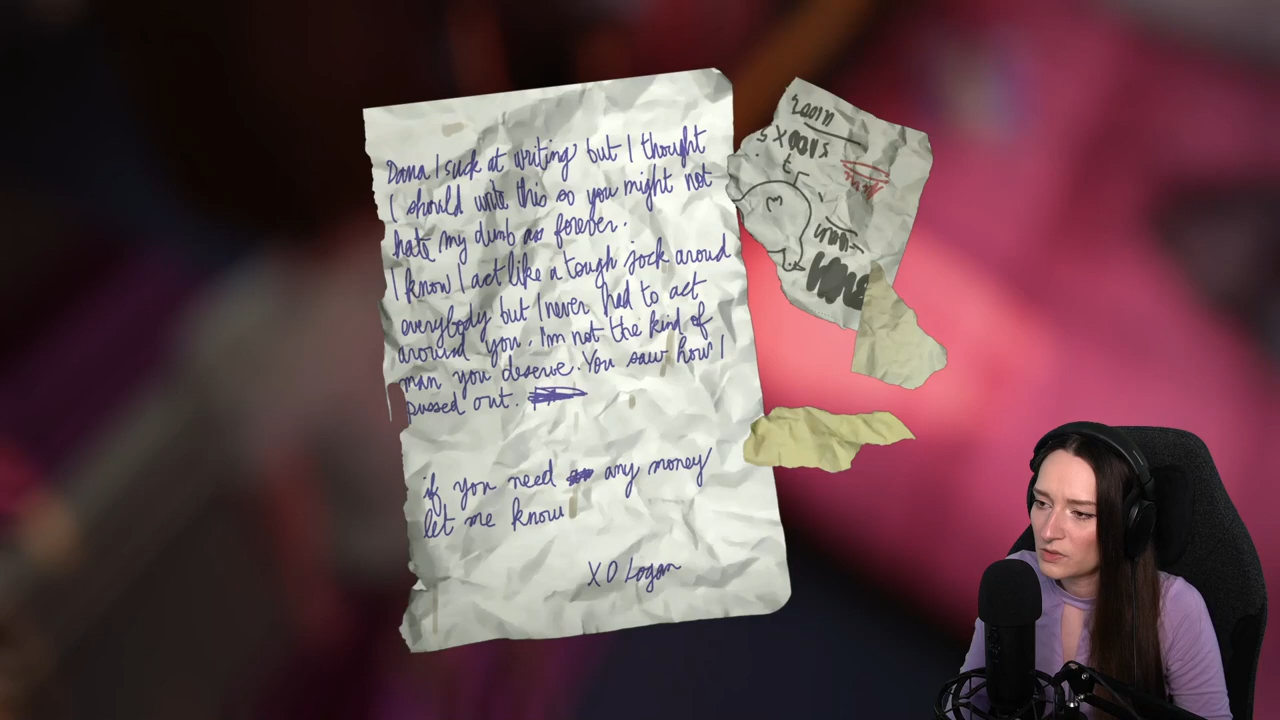 Dana I suck at writing but I thought
I should write this so you might not
hate my dumb ass forever.
I know I act like a tough jock aroud
everybody but I never had to act
around you. I'm not the kind of
man you deserve. You saw how I
pussed out.
if you need any money
let me know
XO Logan